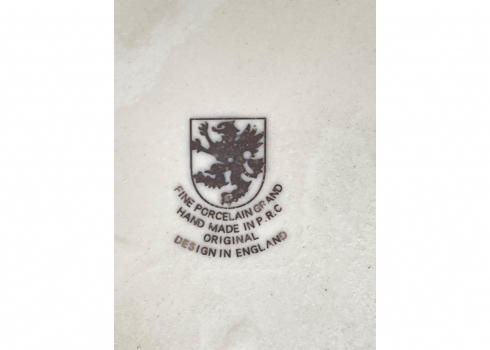 FINE PORCELAIN GRAND
HAND MADE IN P.R.C
ORIGINAL
DESIGN IN ENGLAND